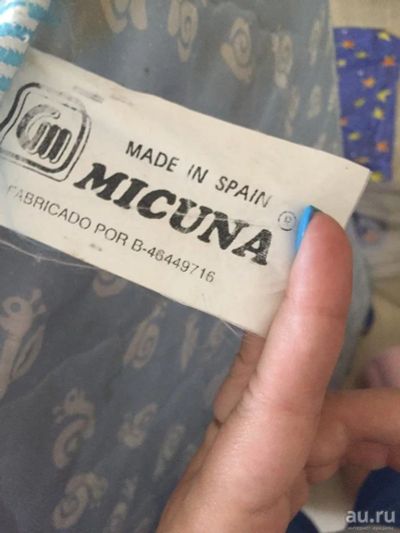 MADE IN SPAIN
MICUNA
FABRICADO POR B-46449716
au.ru